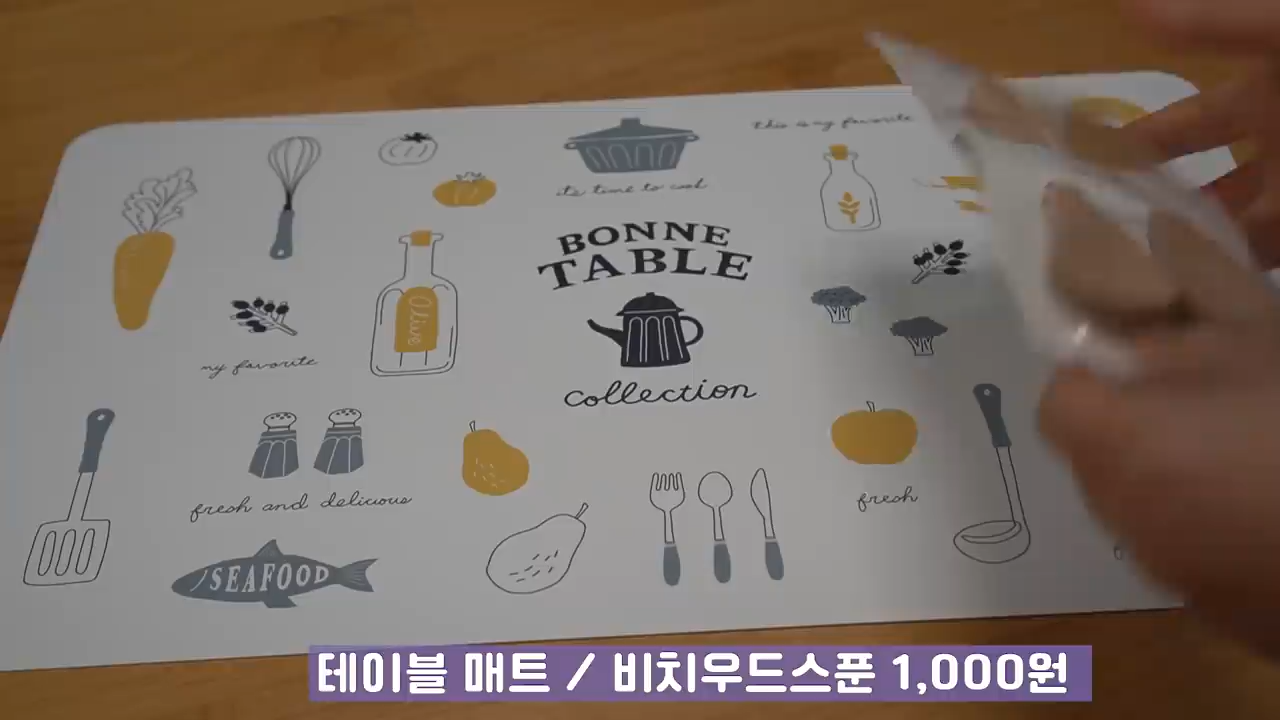 this is my favorite
it's time to cook
BONNE
TABLE
Olive
my favorite
collection
fresh and delicious
fresh
SEAFOOD
테이블 매트 / 비치우드스푼 1,000원